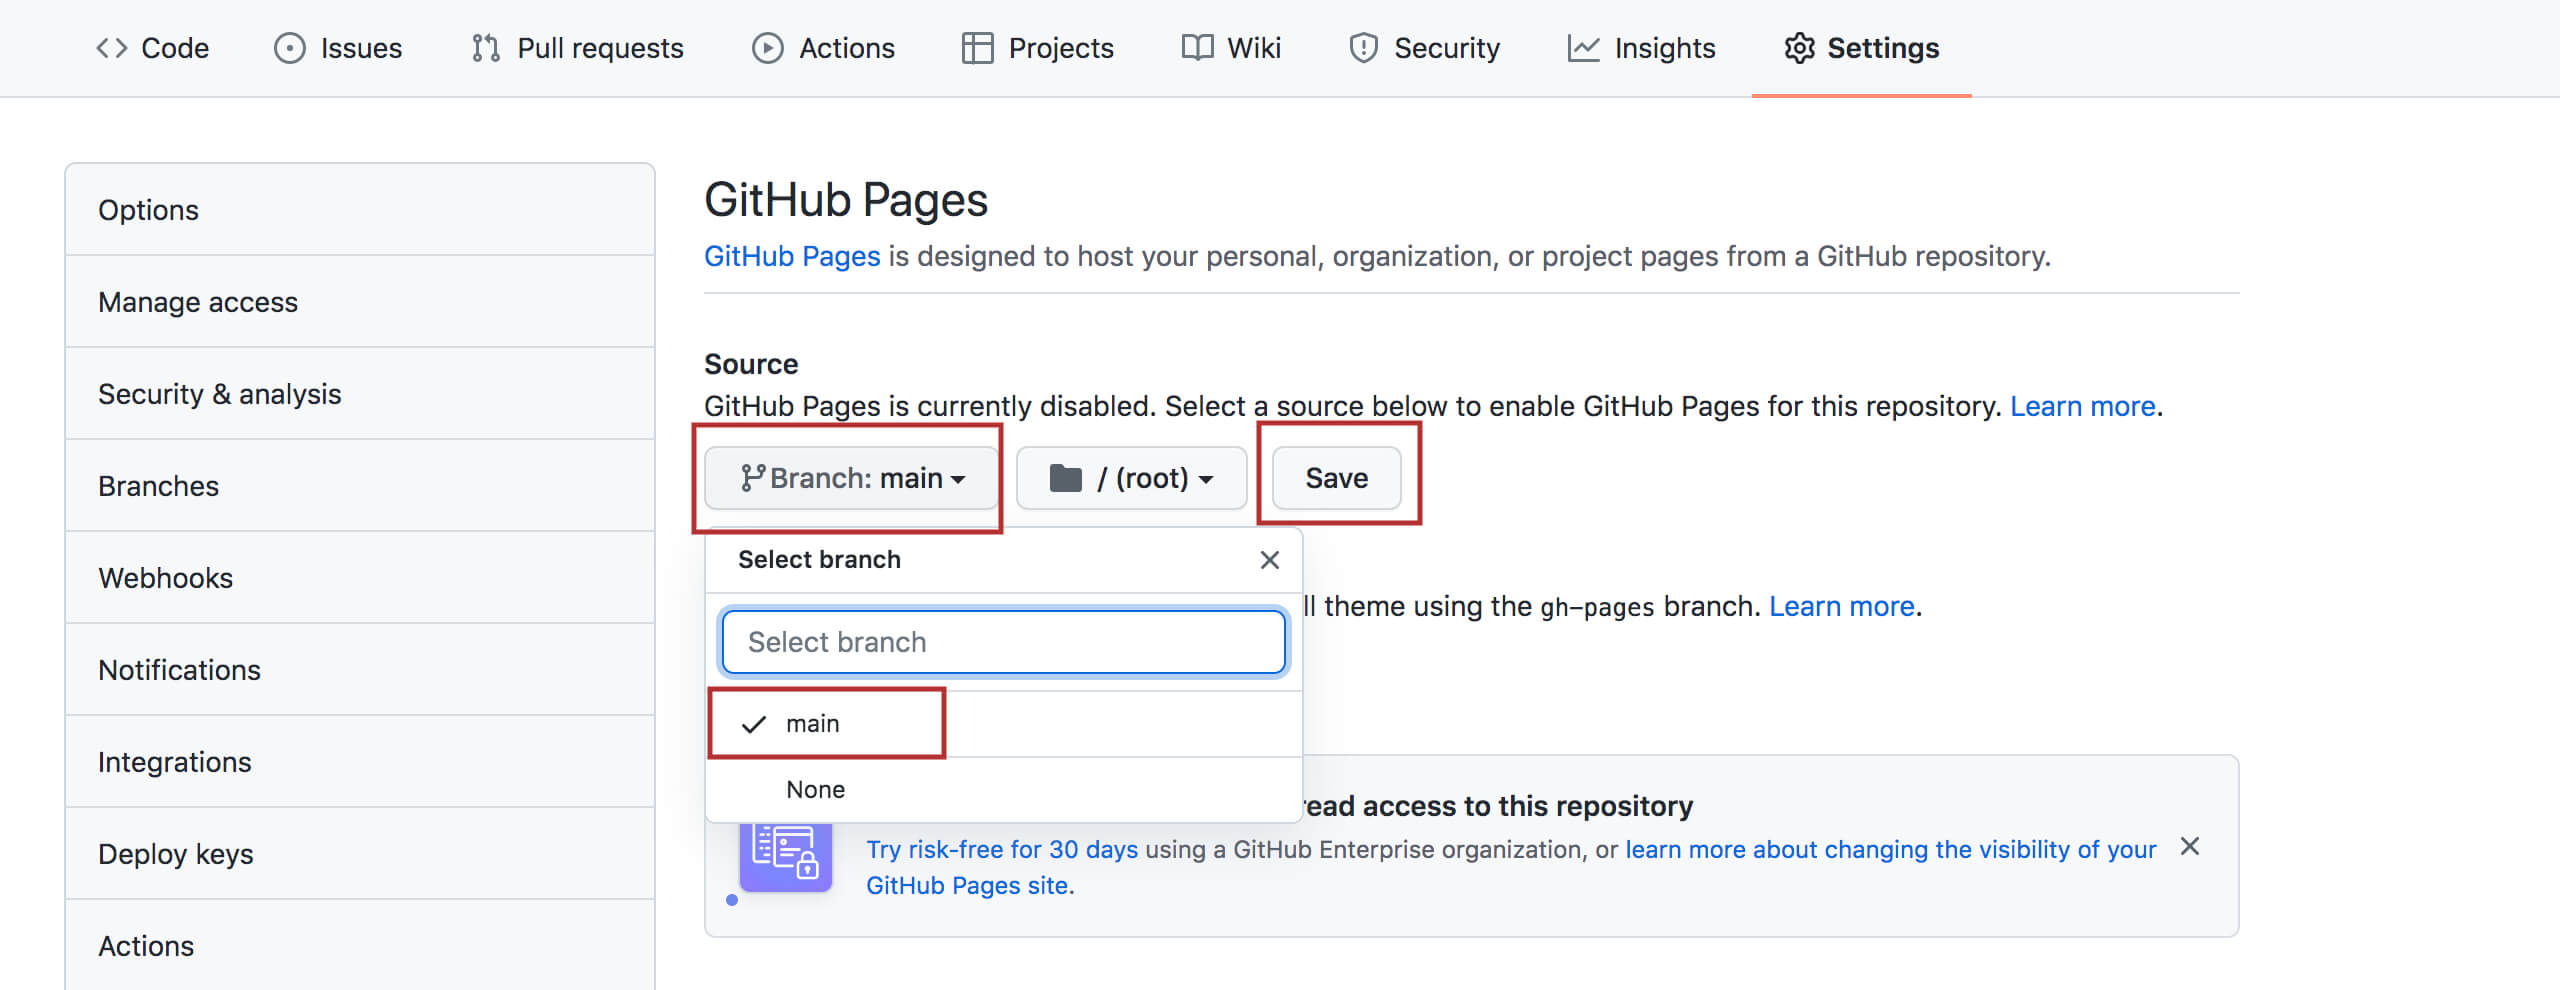 Code Issues Pull requests Actions Projects Wiki Security Insights Settings
Options
Manage access
Security & analysis
Branches
Webhooks
Notifications
Integrations
Deploy keys
Actions
GitHub Pages
GitHub Pages is designed to host your personal, organization, or project pages from a GitHub repository.
Source
GitHub Pages is currently disabled. Select a source below to enable GitHub Pages for this repository. Learn more.
Branch: main / (root) Save
Select branch
Select branch
main
None
theme using the gh-pages branch. Learn more.
access to this repository
Try risk-free for 30 days using a GitHub Enterprise organization, or learn more about changing the visibility of your
GitHub Pages site.